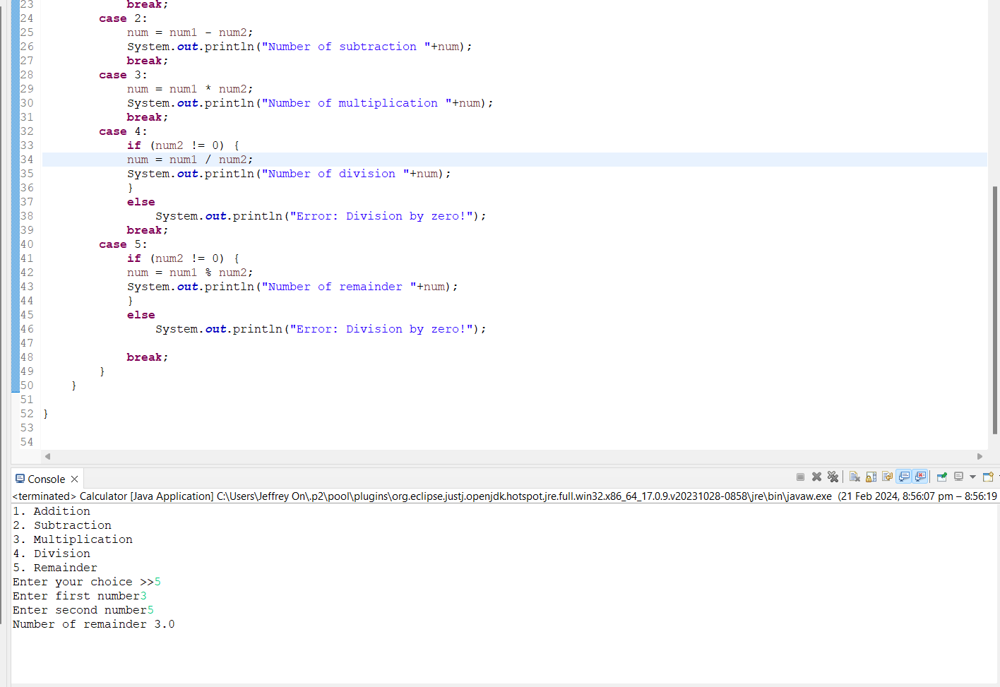 23 break;
24 case 2:
25 num = num1 - num2;
26 System.out.println("Number of subtraction "+num);
27 break;
28 case 3:
29 num = num1 * num2;
30 System.out.println("Number of multiplication "+num);
31 break;
32 case 4:
33 if (num2 != 0) {
34 num = num1 / num2;
35 System.out.println("Number of division "+num);
36 }
37 else
38 System.out.println("Error: Division by zero!");
39 break;
40 case 5:
41 if (num2 != 0) {
42 num = num1 % num2;
43 System.out.println("Number of remainder "+num);
44 }
45 else
46 System.out.println("Error: Division by zero!");
47
48 break;
49 }
50 }
51
52 }
53
54
Console
<terminated> Calculator [Java Application] C:\Users\Jeffrey On\.p2\pool\plugins\org.eclipse.justj.openjdk.hotspot.jre.full.win32.x86_64_17.0.9.v20231028-0858\jre\bin\javaw.exe (21 Feb 2024, 8:56:07 pm – 8:56:19
1. Addition
2. Subtraction
3. Multiplication
4. Division
5. Remainder
Enter your choice >>5
Enter first number3
Enter second number5
Number of remainder 3.0